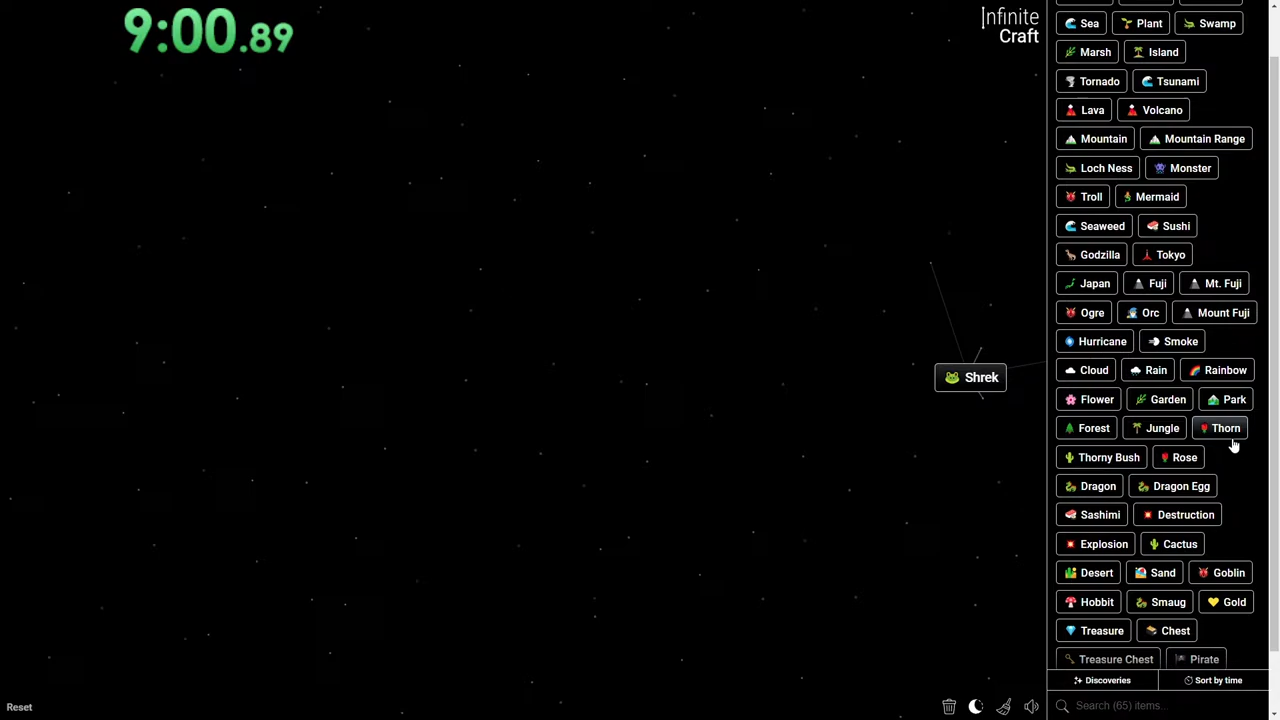 9:00.89
Infinite
Craft
Sea Plant Swamp
Marsh Island
Tornado Tsunami
Lava Volcano
Mountain Mountain Range
Loch Ness Monster
Troll Mermaid
Seaweed Sushi
Godzilla Tokyo
Japan Fuji Mt. Fuji
Ogre Orc Mount Fuji
Hurricane Smoke
Cloud Rain Rainbow
Shrek
Flower Garden Park
Forest Jungle Thorn
Thorny Bush Rose
Dragon Dragon Egg
Sashimi Destruction
Explosion Cactus
Desert Sand Goblin
Hobbit Smaug Gold
Treasure Chest
Treasure Chest Pirate
Discoveries Sort by time
Reset
Search (65) items...